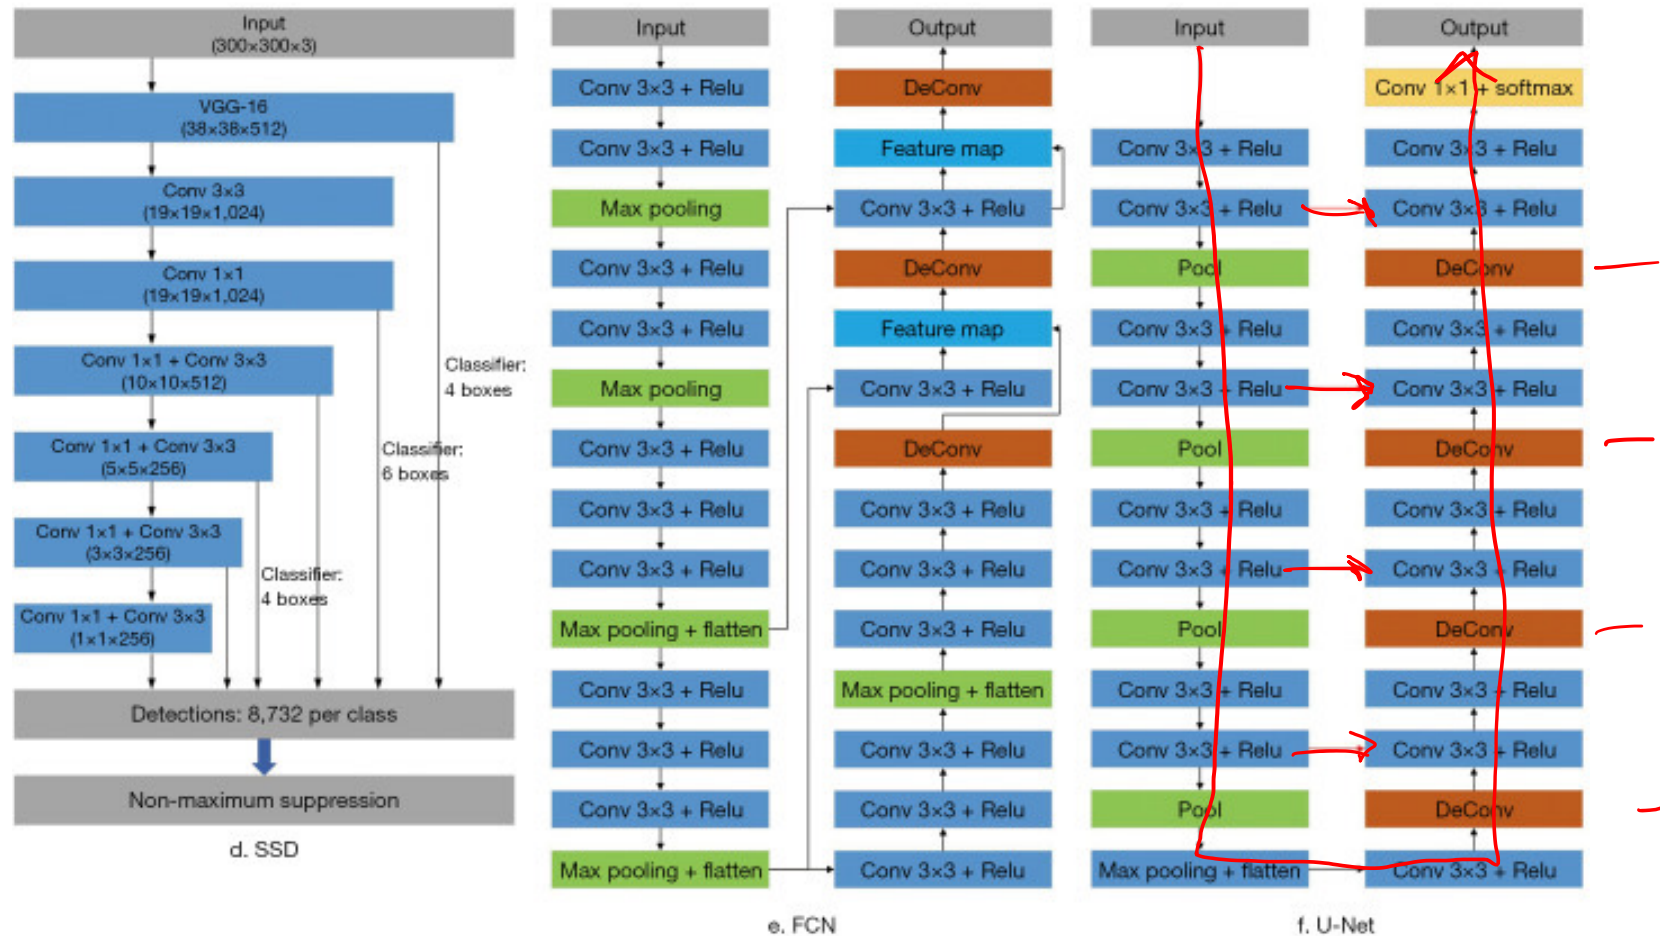 Input
(300×300×3)
VGG-16
(38×38×512)
Conv 3×3
(19×19×1,024)
Conv 1×1
(19×19×1,024)
Conv 1×1 + Conv 3×3
(10×10×512)
Conv 1×1 + Conv 3×3
(5×5×256)
Conv 1×1 + Conv 3×3
(3×3×256)
Conv 1×1 + Conv 3×3
(1×1×256)
Classifier:
4 boxes
Classifier:
6 boxes
Classifier:
4 boxes
Detections: 8,732 per class
Non-maximum suppression
d. SSD
Input
Conv 3×3 + Relu
Conv 3×3 + Relu
Max pooling
Conv 3×3 + Relu
Conv 3×3 + Relu
Max pooling
Conv 3×3 + Relu
Conv 3×3 + Relu
Conv 3×3 + Relu
Max pooling + flatten
Conv 3×3 + Relu
Conv 3×3 + Relu
Conv 3×3 + Relu
Max pooling + flatten
Output
DeConv
Feature map
Conv 3×3 + Relu
DeConv
Feature map
Conv 3×3 + Relu
DeConv
Conv 3×3 + Relu
Conv 3×3 + Relu
Conv 3×3 + Relu
Max pooling + flatten
Conv 3×3 + Relu
Conv 3×3 + Relu
Conv 3×3 + Relu
e. FCN
Input
Conv 3×3 + Relu
Conv 3×3 + Relu
Pool
Conv 3×3 + Relu
Conv 3×3 + Relu
Pool
Conv 3×3 + Relu
Conv 3×3 + Relu
Pool
Conv 3×3 + Relu
Conv 3×3 + Relu
Pool
Max pooling + flatten
Output
Conv 1×1 + softmax
Conv 3×3 + Relu
Conv 3×3 + Relu
DeConv
Conv 3×3 + Relu
Conv 3×3 + Relu
DeConv
Conv 3×3 + Relu
Conv 3×3 + Relu
DeConv
Conv 3×3 + Relu
Conv 3×3 + Relu
DeConv
Conv 3×3 + Relu
f. U-Net